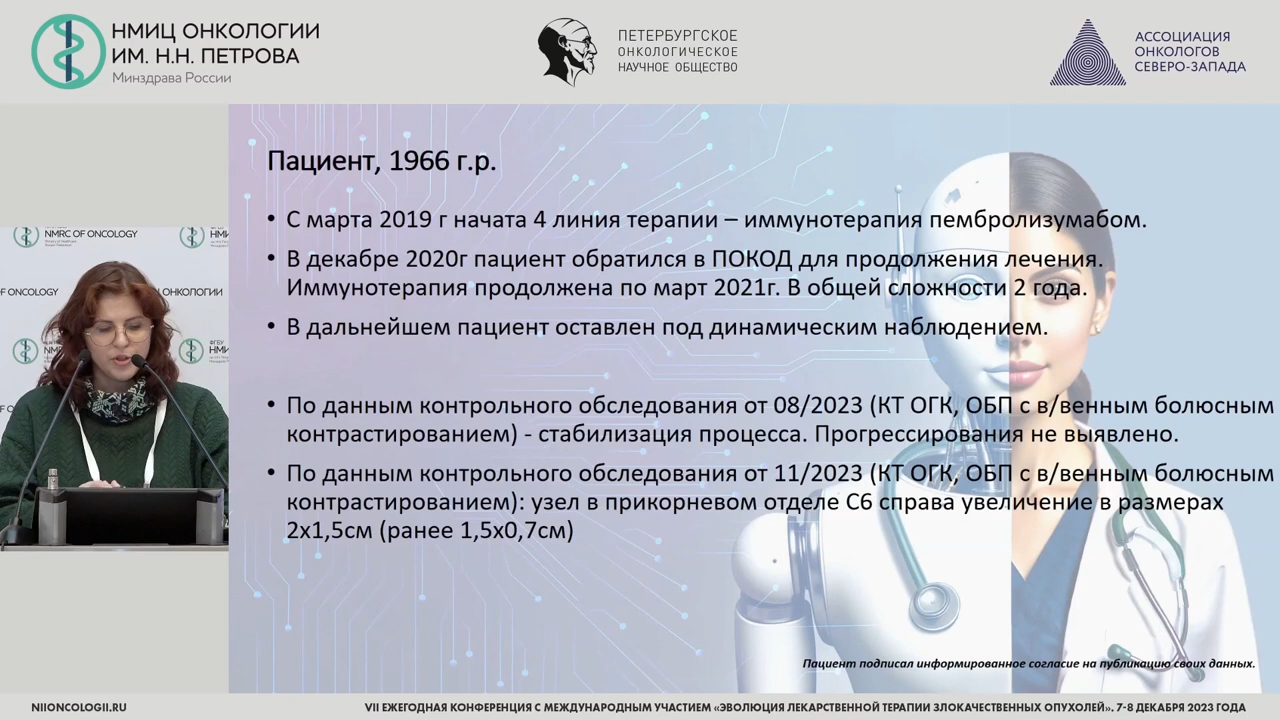 НМИЦ ОНКОЛОГИИ
ИМ. Н.Н. ПЕТРОВА
Минздрава России
ПЕТЕРБУРГСКОЕ
ОНКОЛОГИЧЕСКОЕ
НАУЧНОЕ ОБЩЕСТВО
АССОЦИАЦИЯ
ОНКОЛОГОВ
СЕВЕРО-ЗАПАДА
NMRC OF ONCOLOGY
OF ONCOLOGY
ОНКОЛОГИИ
Пациент, 1966 г.р.
• С марта 2019 г начата 4 линия терапии – иммунотерапия пембролизумабом.
• В декабре 2020г пациент обратился в ПОКОД для продолжения лечения.
Иммунотерапия продолжена по март 2021г. В общей сложности 2 года.
• В дальнейшем пациент оставлен под динамическим наблюдением.
• По данным контрольного обследования от 08/2023 (КТ ОГК, ОБП с в/венным болюсным
контрастированием) - стабилизация процесса. Прогрессирования не выявлено.
• По данным контрольного обследования от 11/2023 (КТ ОГК, ОБП с в/венным болюсным
контрастированием): узел в прикорневом отделе С6 справа увеличение в размерах
2х1,5см (ранее 1,5х0,7см)
Пациент подписал информированное согласие на публикацию своих данных.
NIIONCOLOGII.RU
VII ЕЖЕГОДНАЯ КОНФЕРЕНЦИЯ С МЕЖДУНАРОДНЫМ УЧАСТИЕМ «ЭВОЛЮЦИЯ ЛЕКАРСТВЕННОЙ ТЕРАПИИ ЗЛОКАЧЕСТВЕННЫХ ОПУХОЛЕЙ». 7-8 ДЕКАБРЯ 2023 ГОДА